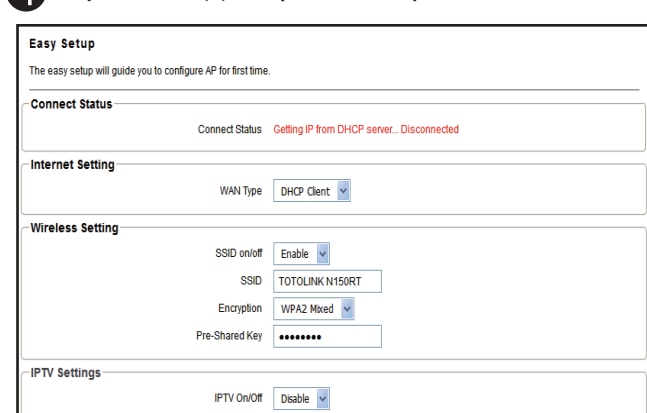 Easy Setup
The easy setup will guide you to configure AP for first time.
Connect Status
Connect Status Getting IP from DHCP server... Disconnected
Internet Setting
WAN Type DHCP Client
Wireless Setting
SSID on/off Enable
SSID TOTOLINK N150RT
Encryption WPA2 Mixed
Pre-Shared Key ●●●●●●●●
IPTV Settings
IPTV On/Off Disable